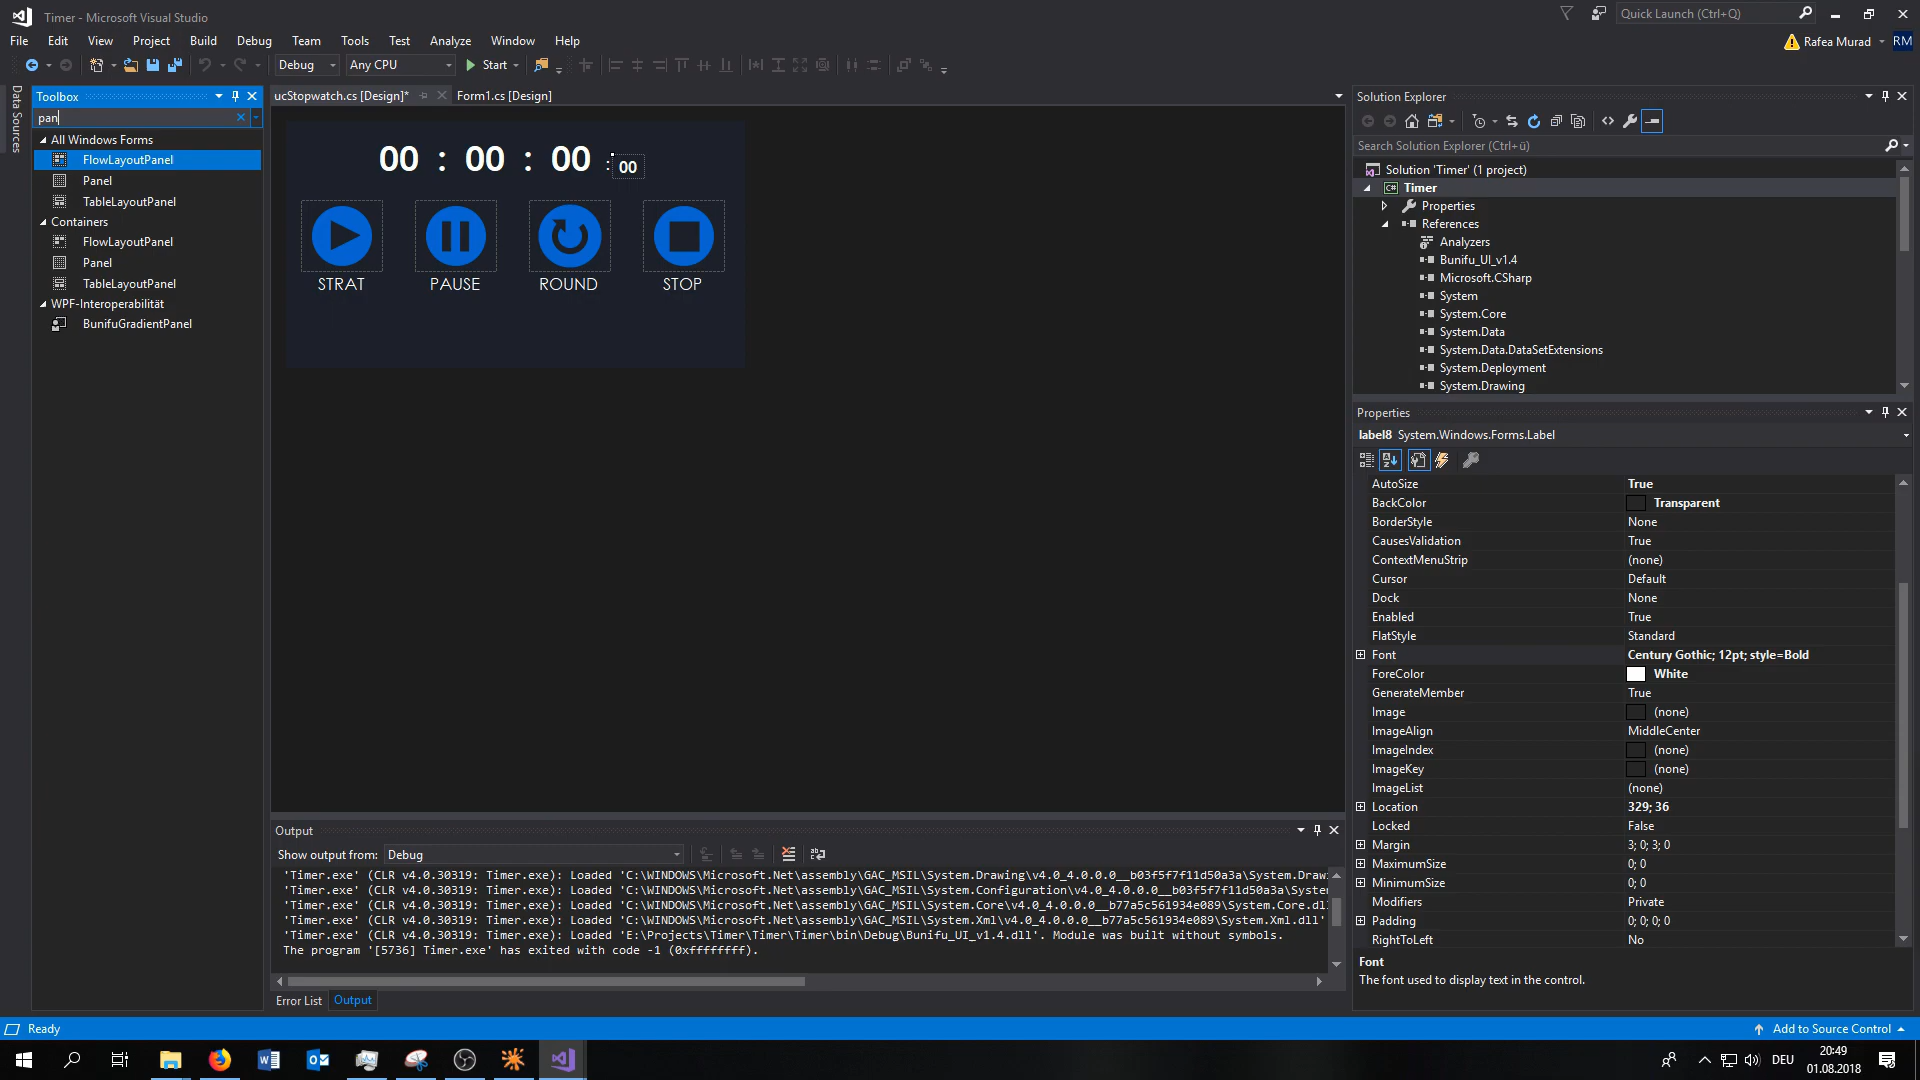 Timer - Microsoft Visual Studio
Quick Launch (Ctrl+Q)
File Edit View Project Build Debug Team Tools Test Analyze Window Help
Rafea Murad RM
Debug Any CPU Start
Data Sources
Toolbox
pan
All Windows Forms
FlowLayoutPanel
Panel
TableLayoutPanel
Containers
FlowLayoutPanel
Panel
TableLayoutPanel
WPF-Interoperabilität
BunifuGradientPanel
ucStopwatch.cs [Design]* Form1.cs [Design]
00 : 00 : 00 : 00
STRAT PAUSE ROUND STOP
Output
Show output from: Debug
'Timer.exe' (CLR v4.0.30319: Timer.exe): Loaded 'C:\WINDOWS\Microsoft.Net\assembly\GAC_MSIL\System.Drawing\v4.0_4.0.0.0__b03f5f7f11d50a3a\System.Drawi
'Timer.exe' (CLR v4.0.30319: Timer.exe): Loaded 'C:\WINDOWS\Microsoft.Net\assembly\GAC_MSIL\System.Configuration\v4.0_4.0.0.0__b03f5f7f11d50a3a\System
'Timer.exe' (CLR v4.0.30319: Timer.exe): Loaded 'C:\WINDOWS\Microsoft.Net\assembly\GAC_MSIL\System.Core\v4.0_4.0.0.0__b77a5c561934e089\System.Core.dll
'Timer.exe' (CLR v4.0.30319: Timer.exe): Loaded 'C:\WINDOWS\Microsoft.Net\assembly\GAC_MSIL\System.Xml\v4.0_4.0.0.0__b77a5c561934e089\System.Xml.dll'
'Timer.exe' (CLR v4.0.30319: Timer.exe): Loaded 'E:\Projects\Timer\Timer\Timer\bin\Debug\Bunifu_UI_v1.4.dll'. Module was built without symbols.
The program '[5736] Timer.exe' has exited with code -1 (0xffffffff).
Error List Output
Solution Explorer
Search Solution Explorer (Ctrl+ü)
Solution 'Timer' (1 project)
C# Timer
Properties
References
Analyzers
Bunifu_UI_v1.4
Microsoft.CSharp
System
System.Core
System.Data
System.Data.DataSetExtensions
System.Deployment
System.Drawing
Properties
label8 System.Windows.Forms.Label
AutoSize True
BackColor Transparent
BorderStyle None
CausesValidation True
ContextMenuStrip (none)
Cursor Default
Dock None
Enabled True
FlatStyle Standard
Font Century Gothic; 12pt; style=Bold
ForeColor White
GenerateMember True
Image (none)
ImageAlign MiddleCenter
ImageIndex (none)
ImageKey (none)
ImageList (none)
Location 329; 36
Locked False
Margin 3; 0; 3; 0
MaximumSize 0; 0
MinimumSize 0; 0
Modifiers Private
Padding 0; 0; 0; 0
RightToLeft No
Font
The font used to display text in the control.
Ready
Add to Source Control
DEU
20:49
01.08.2018